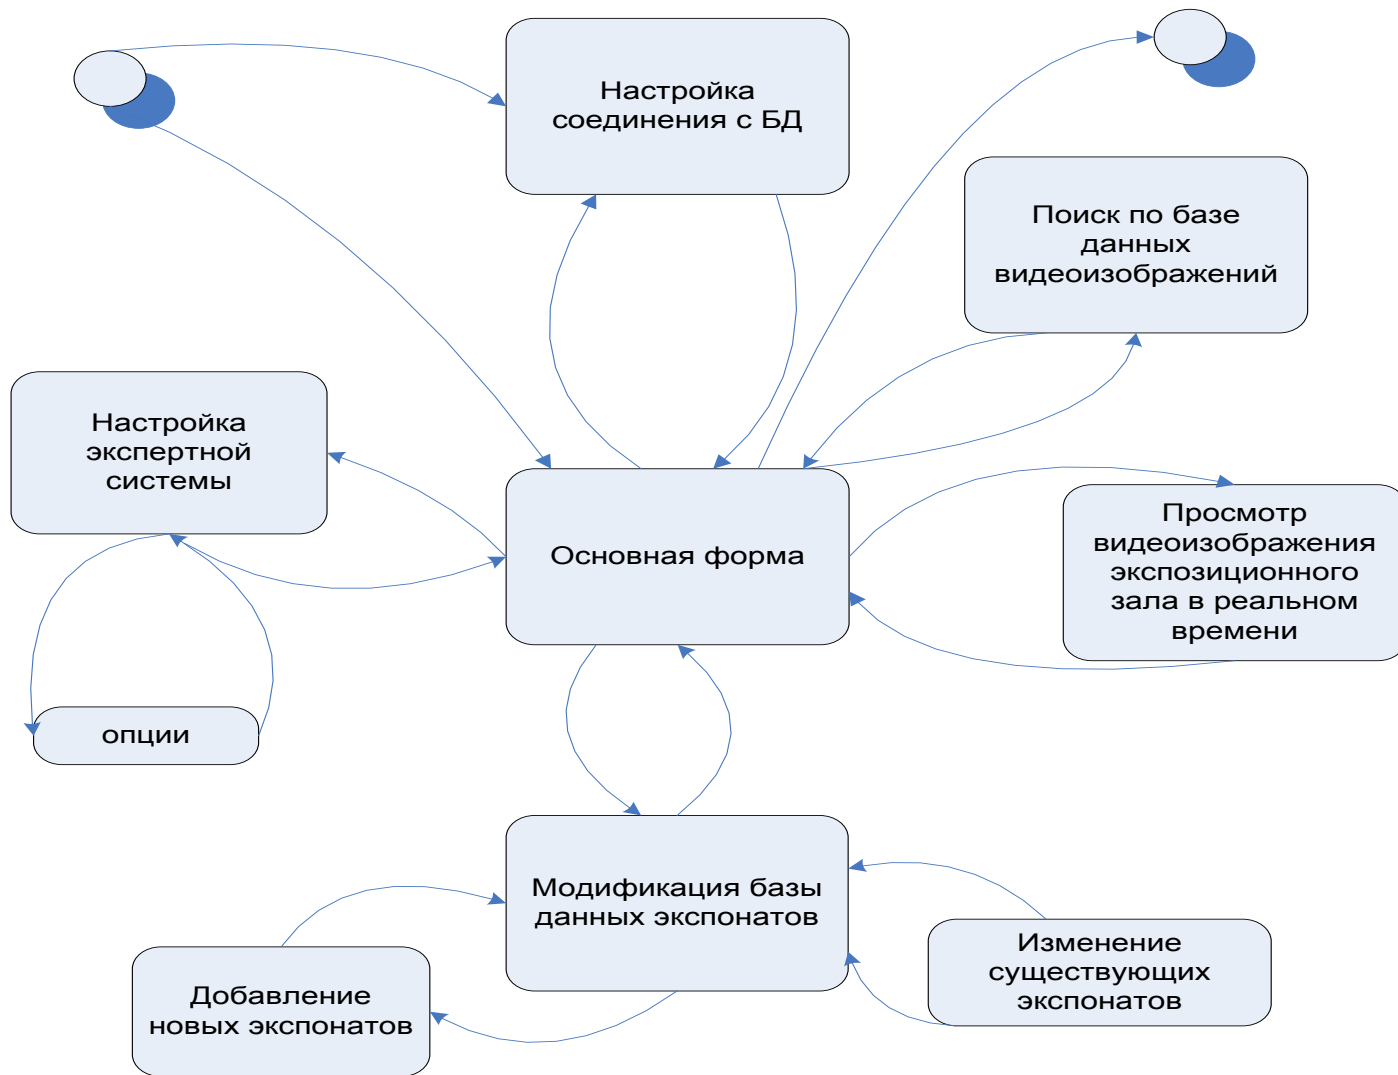 Настройка
соединения с БД
Поиск по базе
данных
видеоизображений
Настройка
экспертной
системы
Основная форма
Просмотр
видеоизображения
экспозиционного
зала в реальном
времени
опции
Модификация базы
данных экспонатов
Изменение
существующих
экспонатов
Добавление
новых экспонатов